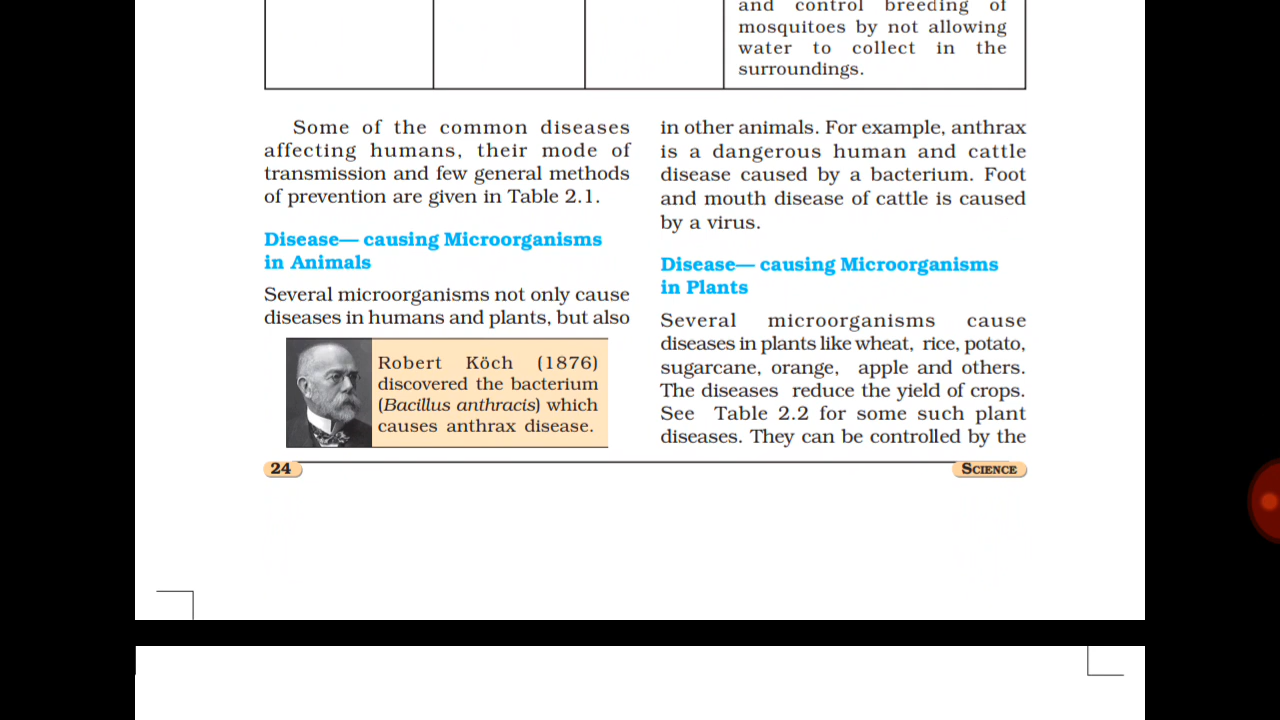 and control breeding of
mosquitoes by not allowing
water to collect in the
surroundings.
Some of the common diseases
affecting humans, their mode of
transmission and few general methods
of prevention are given in Table 2.1.
Disease— causing Microorganisms
in Animals
Several microorganisms not only cause
diseases in humans and plants, but also
Robert Köch (1876)
discovered the bacterium
(Bacillus anthracis) which
causes anthrax disease.
in other animals. For example, anthrax
is a dangerous human and cattle
disease caused by a bacterium. Foot
and mouth disease of cattle is caused
by a virus.
Disease— causing Microorganisms
in Plants
Several microorganisms cause
diseases in plants like wheat, rice, potato,
sugarcane, orange, apple and others.
The diseases reduce the yield of crops.
See Table 2.2 for some such plant
diseases. They can be controlled by the
24
SCIENCE